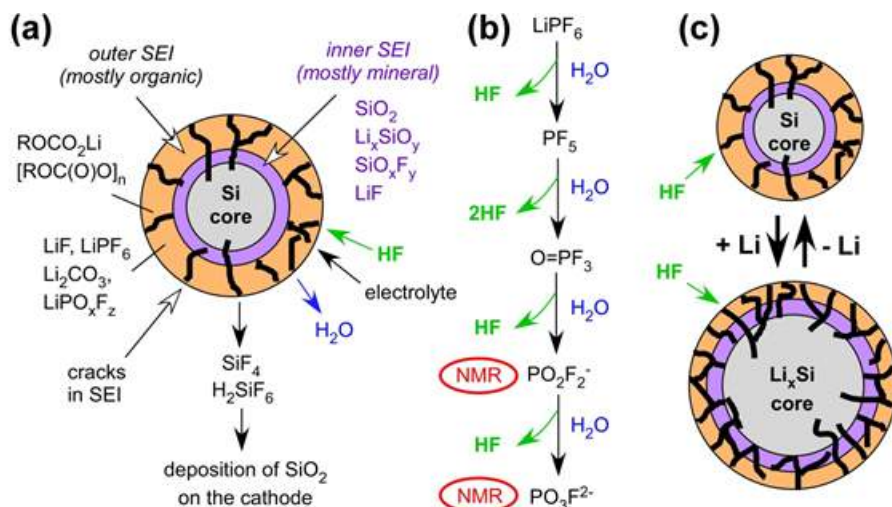 (a)
outer SEI
(mostly organic)
inner SEI
(mostly mineral)
SiO2
LixSiOy
SiOxFy
LiF
ROCO2Li
[ROC(O)O]n
Si
core
LiF, LiPF6
Li2CO3,
LiPOxFz
HF
electrolyte
H2O
cracks
in SEI
SiF4
H2SiF6
deposition of SiO2
on the cathode
(b)
LiPF6
H2O
HF
PF5
H2O
2HF
O=PF3
H2O
HF
NMR PO2F2-
H2O
HF
NMR PO3F2-
(c)
Si
core
HF
+ Li - Li
HF
LixSi
core